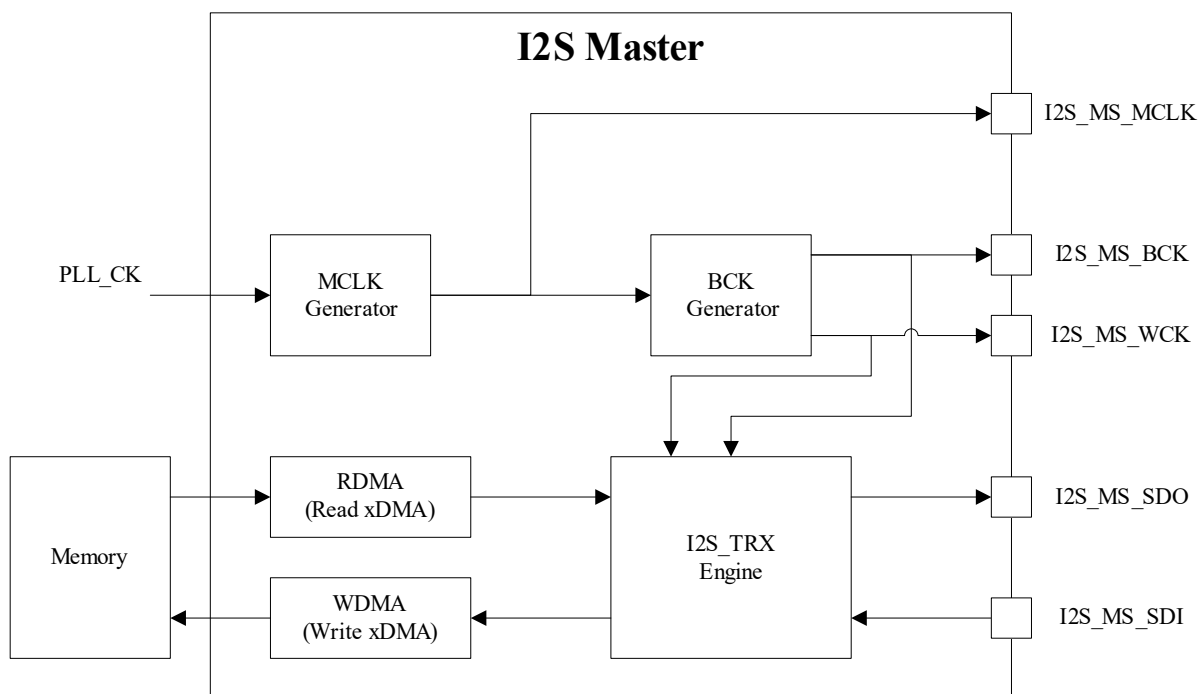 I2S Master
I2S_MS_MCLK
PLL_CK
MCLK
Generator
BCK
Generator
I2S_MS_BCK
I2S_MS_WCK
Memory
RDMA
(Read xDMA)
WDMA
(Write xDMA)
I2S_TRX
Engine
I2S_MS_SDO
I2S_MS_SDI